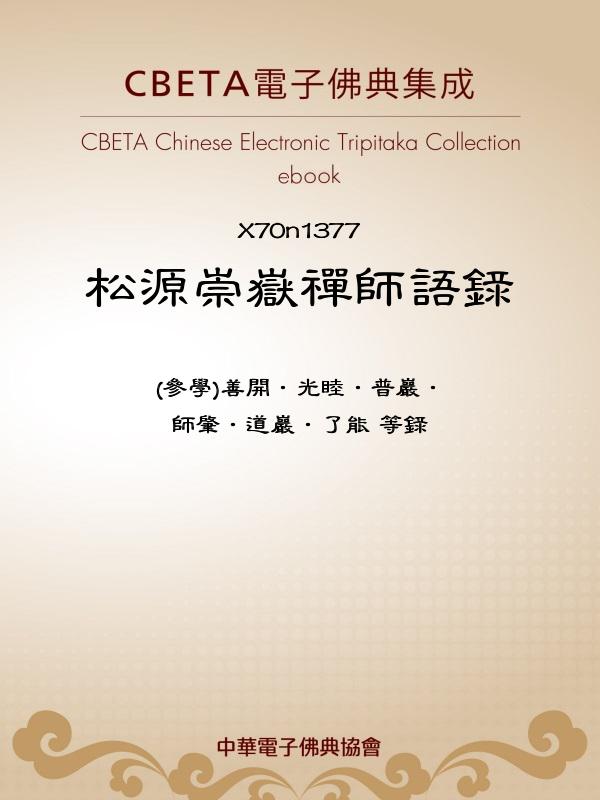 CBETA電子佛典集成
CBETA Chinese Electronic Tripitaka Collection
ebook
X70n1377
松源崇嶽禪師語錄
(參學)善開．光睦．普巖．
師肇．道巖．了能 等錄
中華電子佛典協會